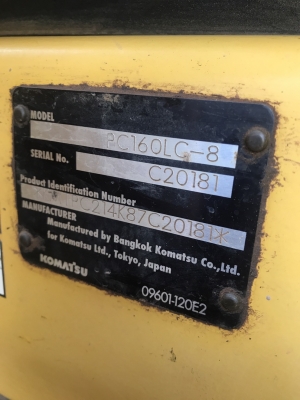 MODEL
PC160LC-8
SERIAL No.
C20181
Product Identification Number
MANUFACTURER
Manufactured by Bangkok Komatsu Co.,Ltd.
for Komatsu Ltd., Tokyo, Japan
KOMATSU
09601-120E2